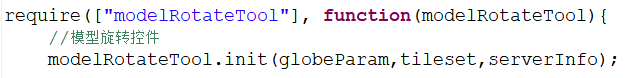 require(["modelRotateTool"], function(modelRotateTool){
//模型旋转控件
modelRotateTool.init(globeParam,tileset,serverInfo);